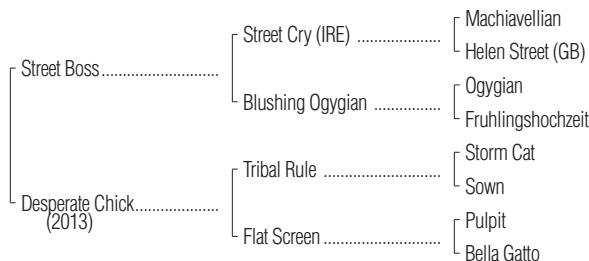 Machiavellian
Street Cry (IRE) ..................
Helen Street (GB)
Street Boss.........................
Ogygian
Blushing Ogygian ................
Fruhlingshochzeit
Storm Cat
Tribal Rule .........................
Sown
Desperate Chick..................
(2013)
Pulpit
Flat Screen.........................
Bella Gatto